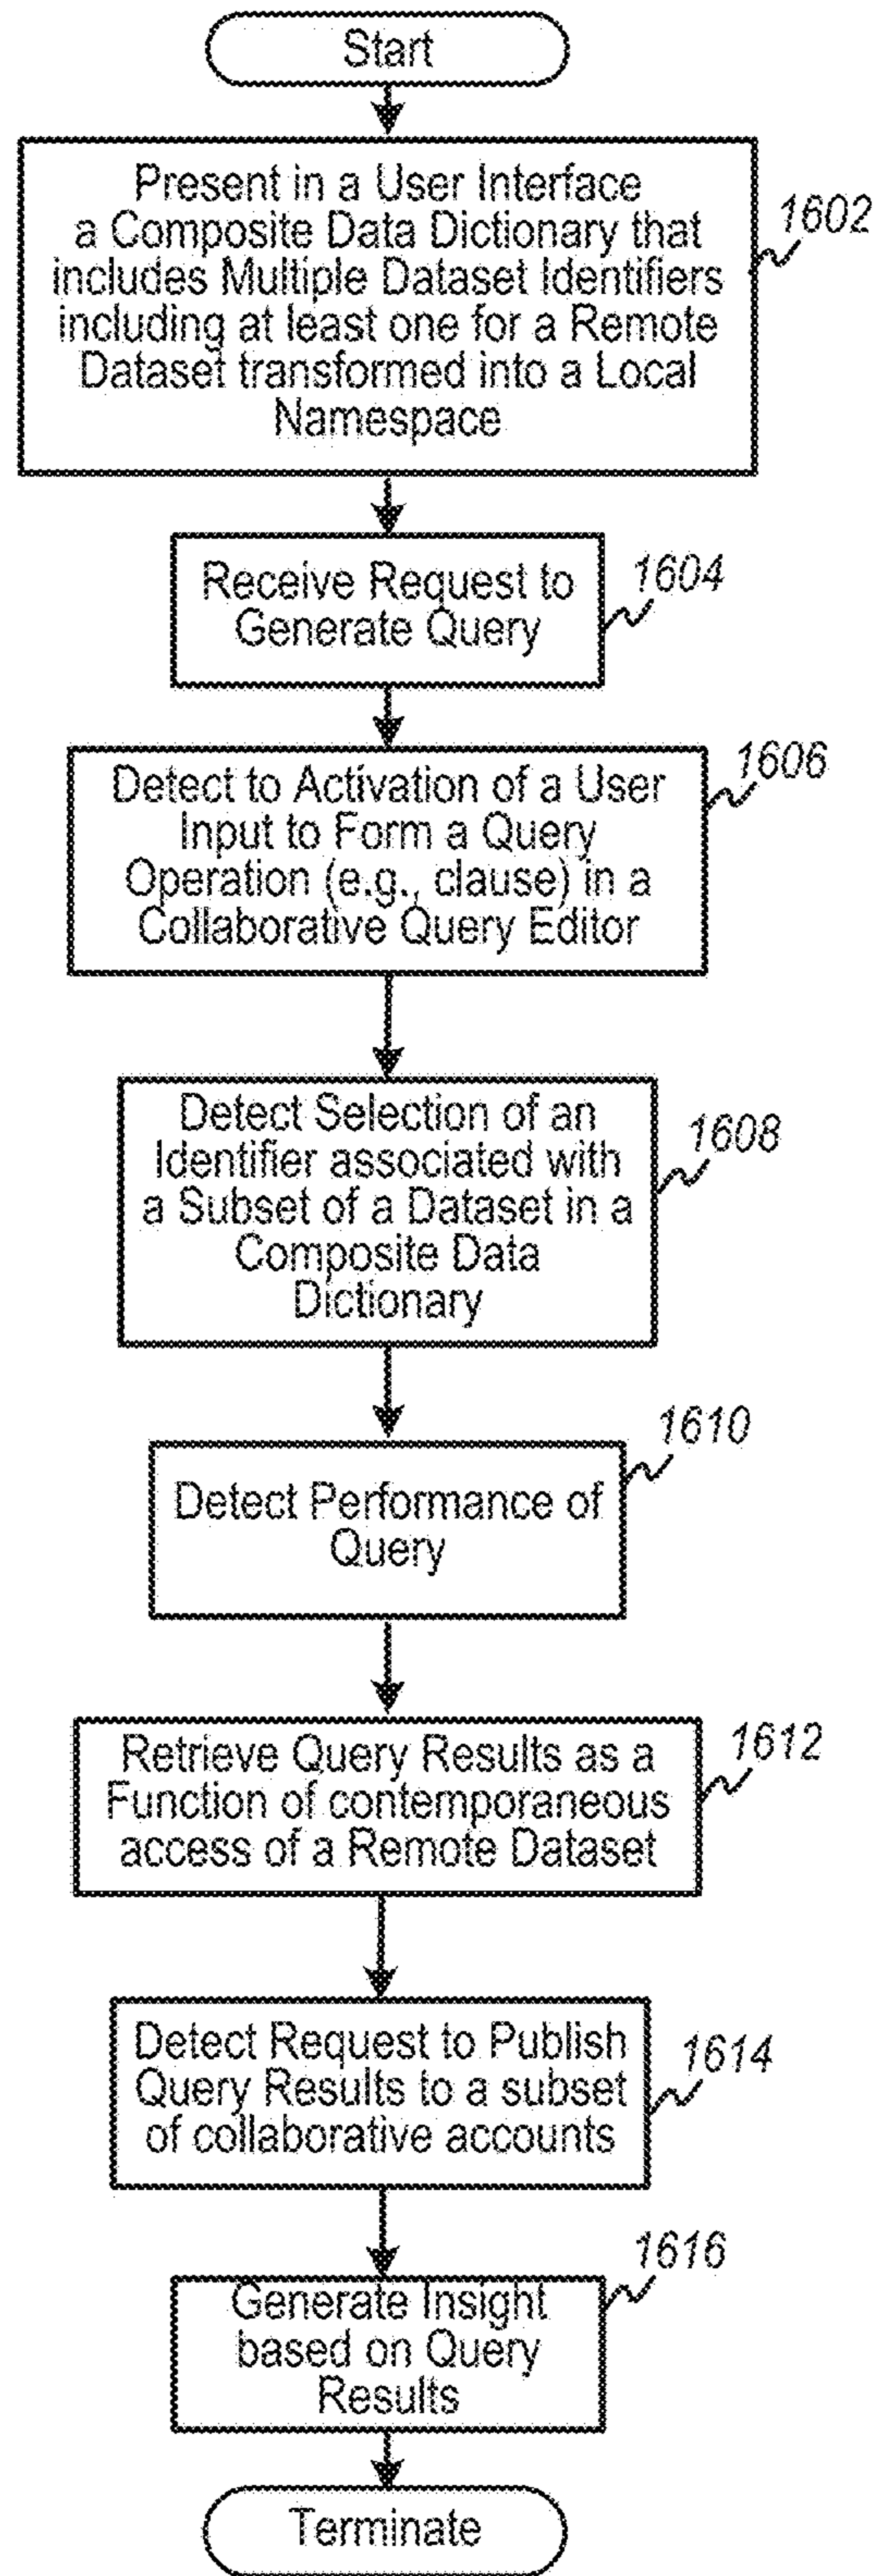 Start
Present in a User Interface
a Composite Data Dictionary that
includes Multiple Dataset Identifiers
including at least one for a Remote
Dataset transformed into a Local
Namespace
1602
Receive Request to
Generate Query
1604
Detect to Activation of a User
Input to Form a Query
Operation (e.g., clause) in a
Collaborative Query Editor
1606
Detect Selection of an
Identifier associated with
a Subset of a Dataset in a
Composite Data
Dictionary
1608
Detect Performance of
Query
1610
Retrieve Query Results as a
Function of contemporaneous
access of a Remote Dataset
1612
Detect Request to Publish
Query Results to a subset
of collaborative accounts
1614
Generate Insight
based on Query
Results
1616
Terminate